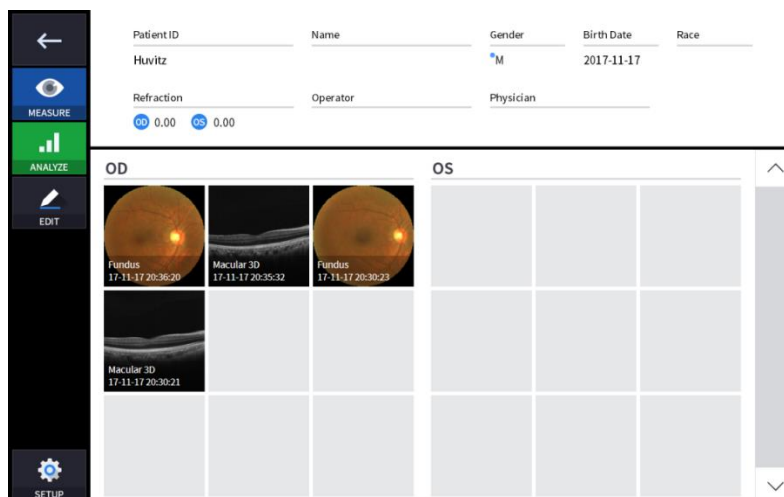 Patient ID
Name
Gender
Birth Date
Race
Huvitz
M
2017-11-17
Refraction
Operator
Physician
OD 0.00 OS 0.00
MEASURE
ANALYZE
EDIT
SETUP
OD
OS
Fundus
17-11-17 20:36:20
Macular 3D
17-11-17 20:35:32
Fundus
17-11-17 20:30:23
Macular 3D
17-11-17 20:30:21